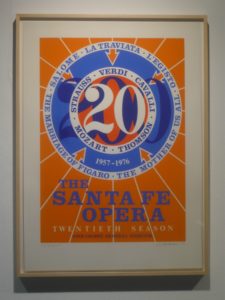 SALOME · LA TRAVIATA · L'EGISTO ·
THE MARRIAGE OF FIGARO · THE MOTHER OF US ALL
STRAUSS · VERDI · CAVALLI
MOZART · THOMSON
20
1957-1976
THE
SANTA FE
OPERA
TWENTIETH SEASON